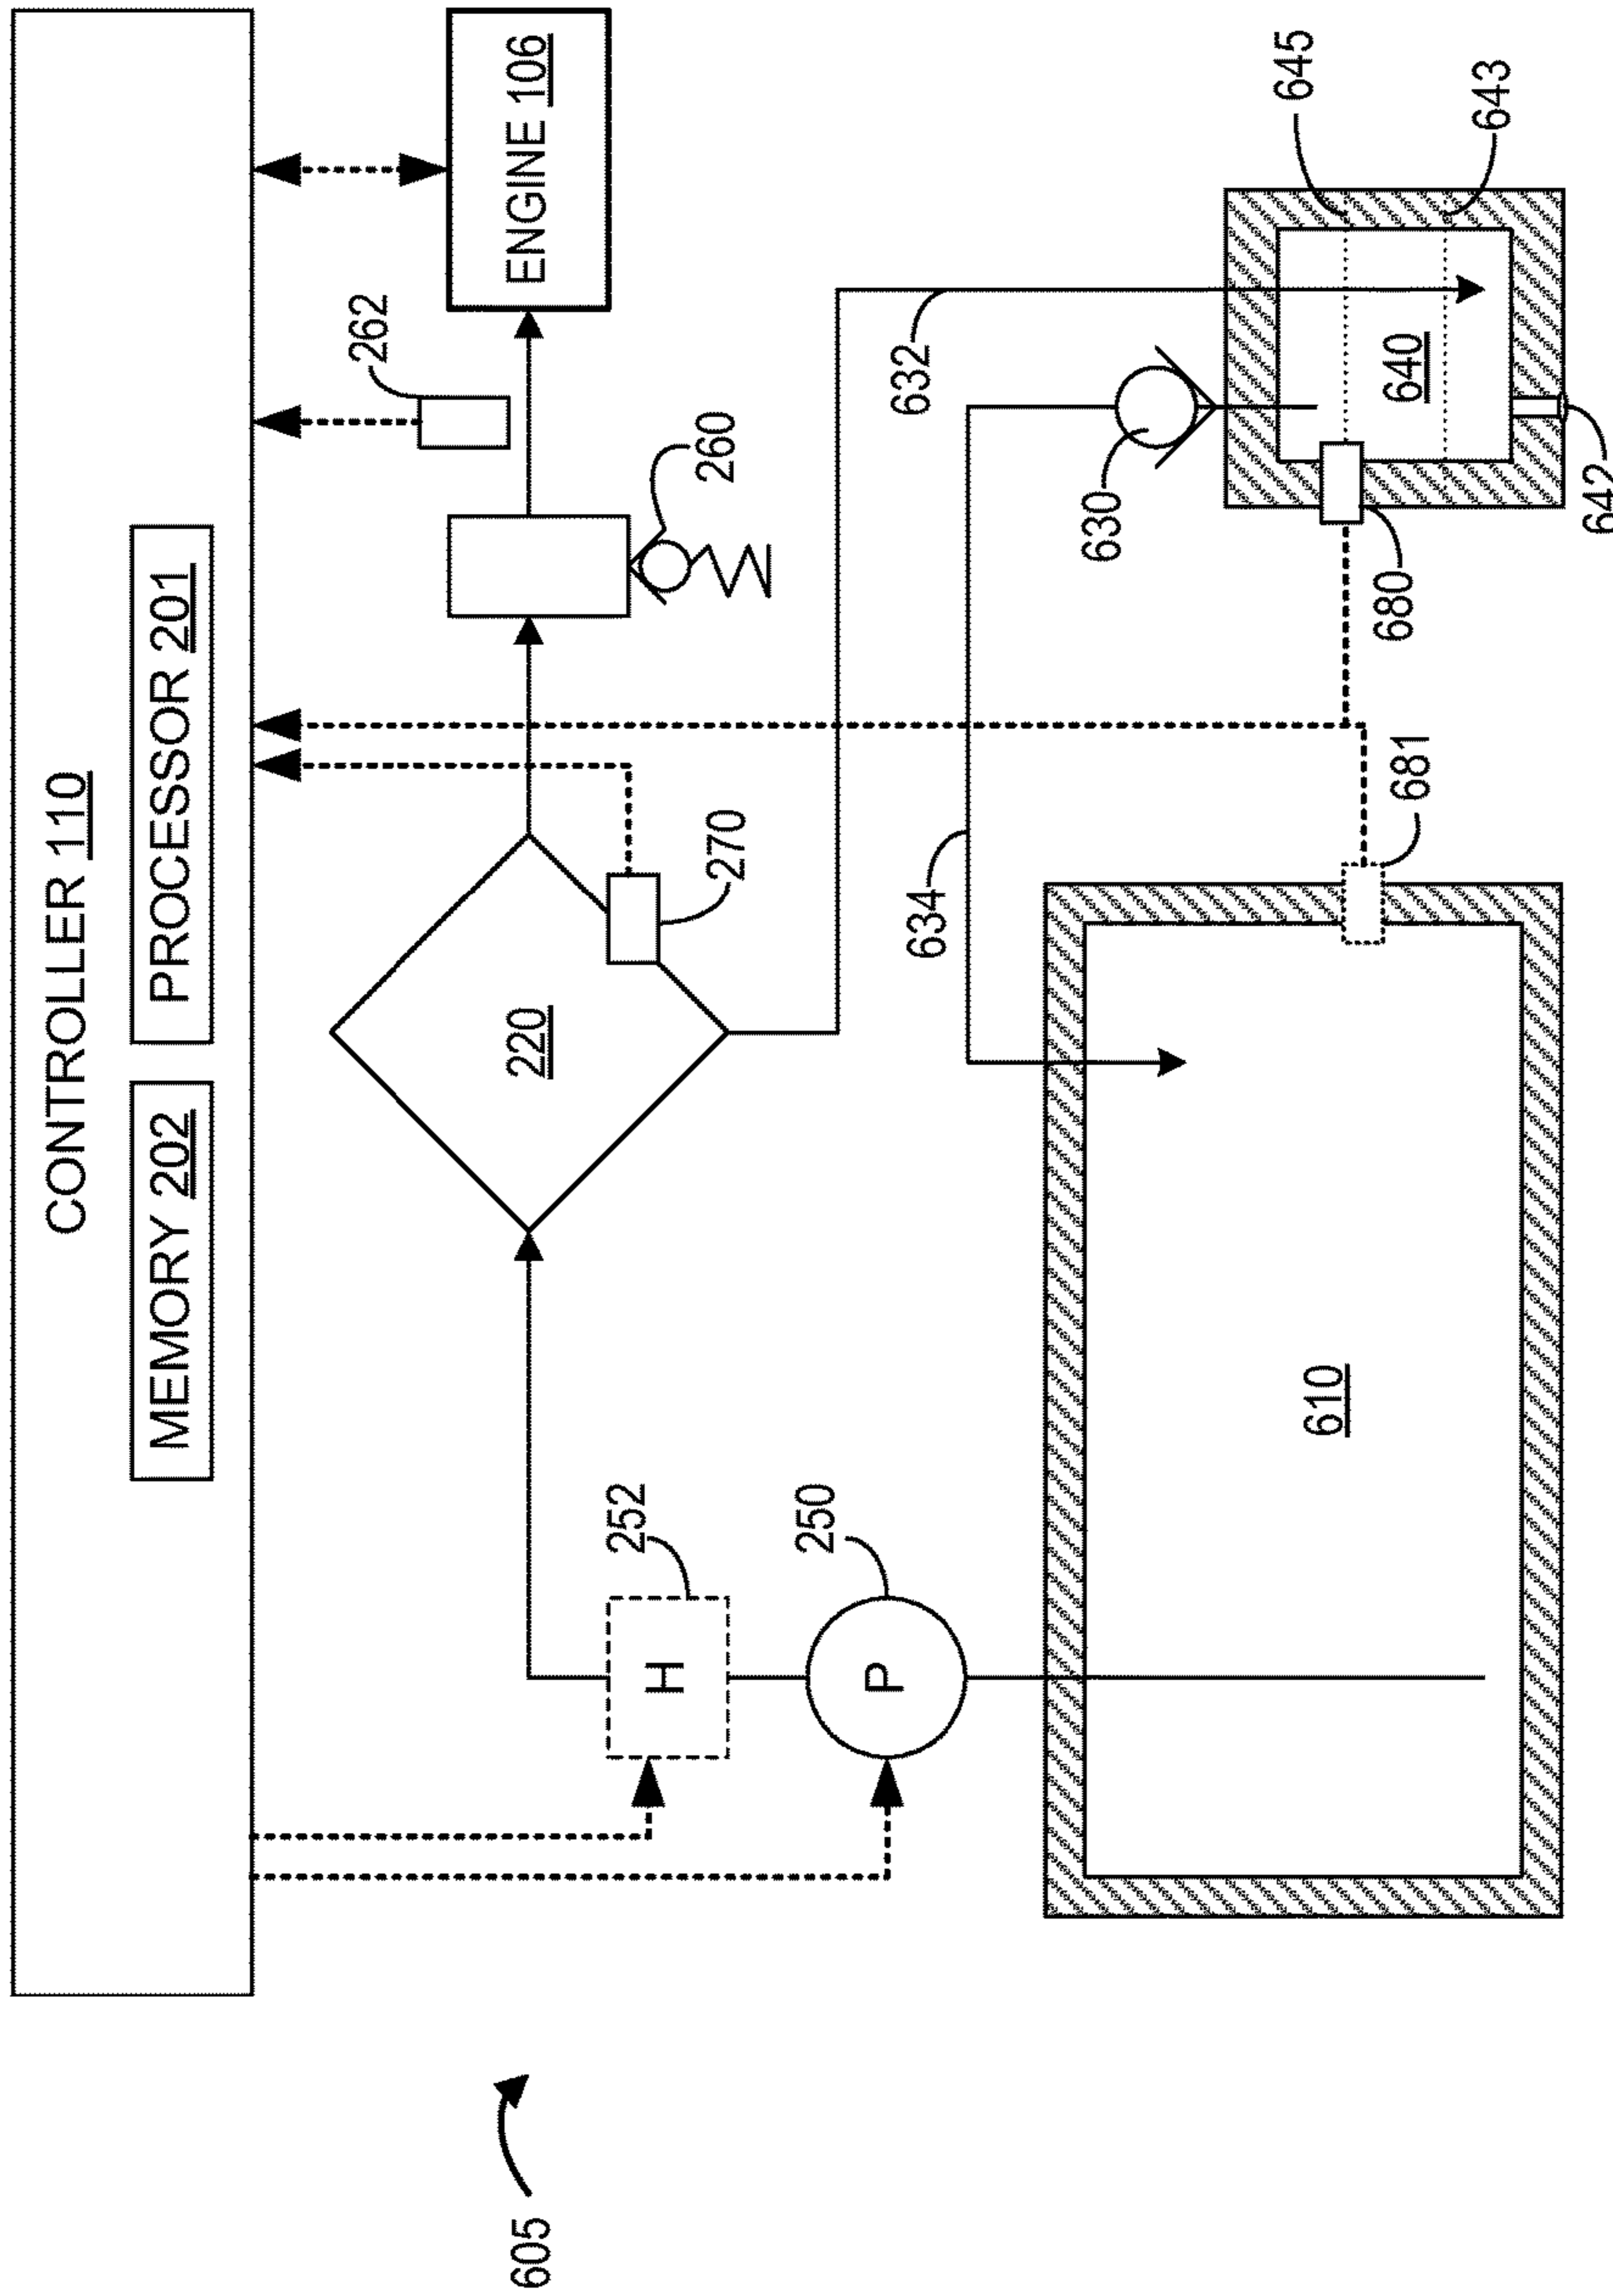 CONTROLLER 110
MEMORY 202
PROCESSOR 201
ENGINE 106
262
260
252
H
220
270
250
P
632
634
630
645
643
640
680
681
610
642
605